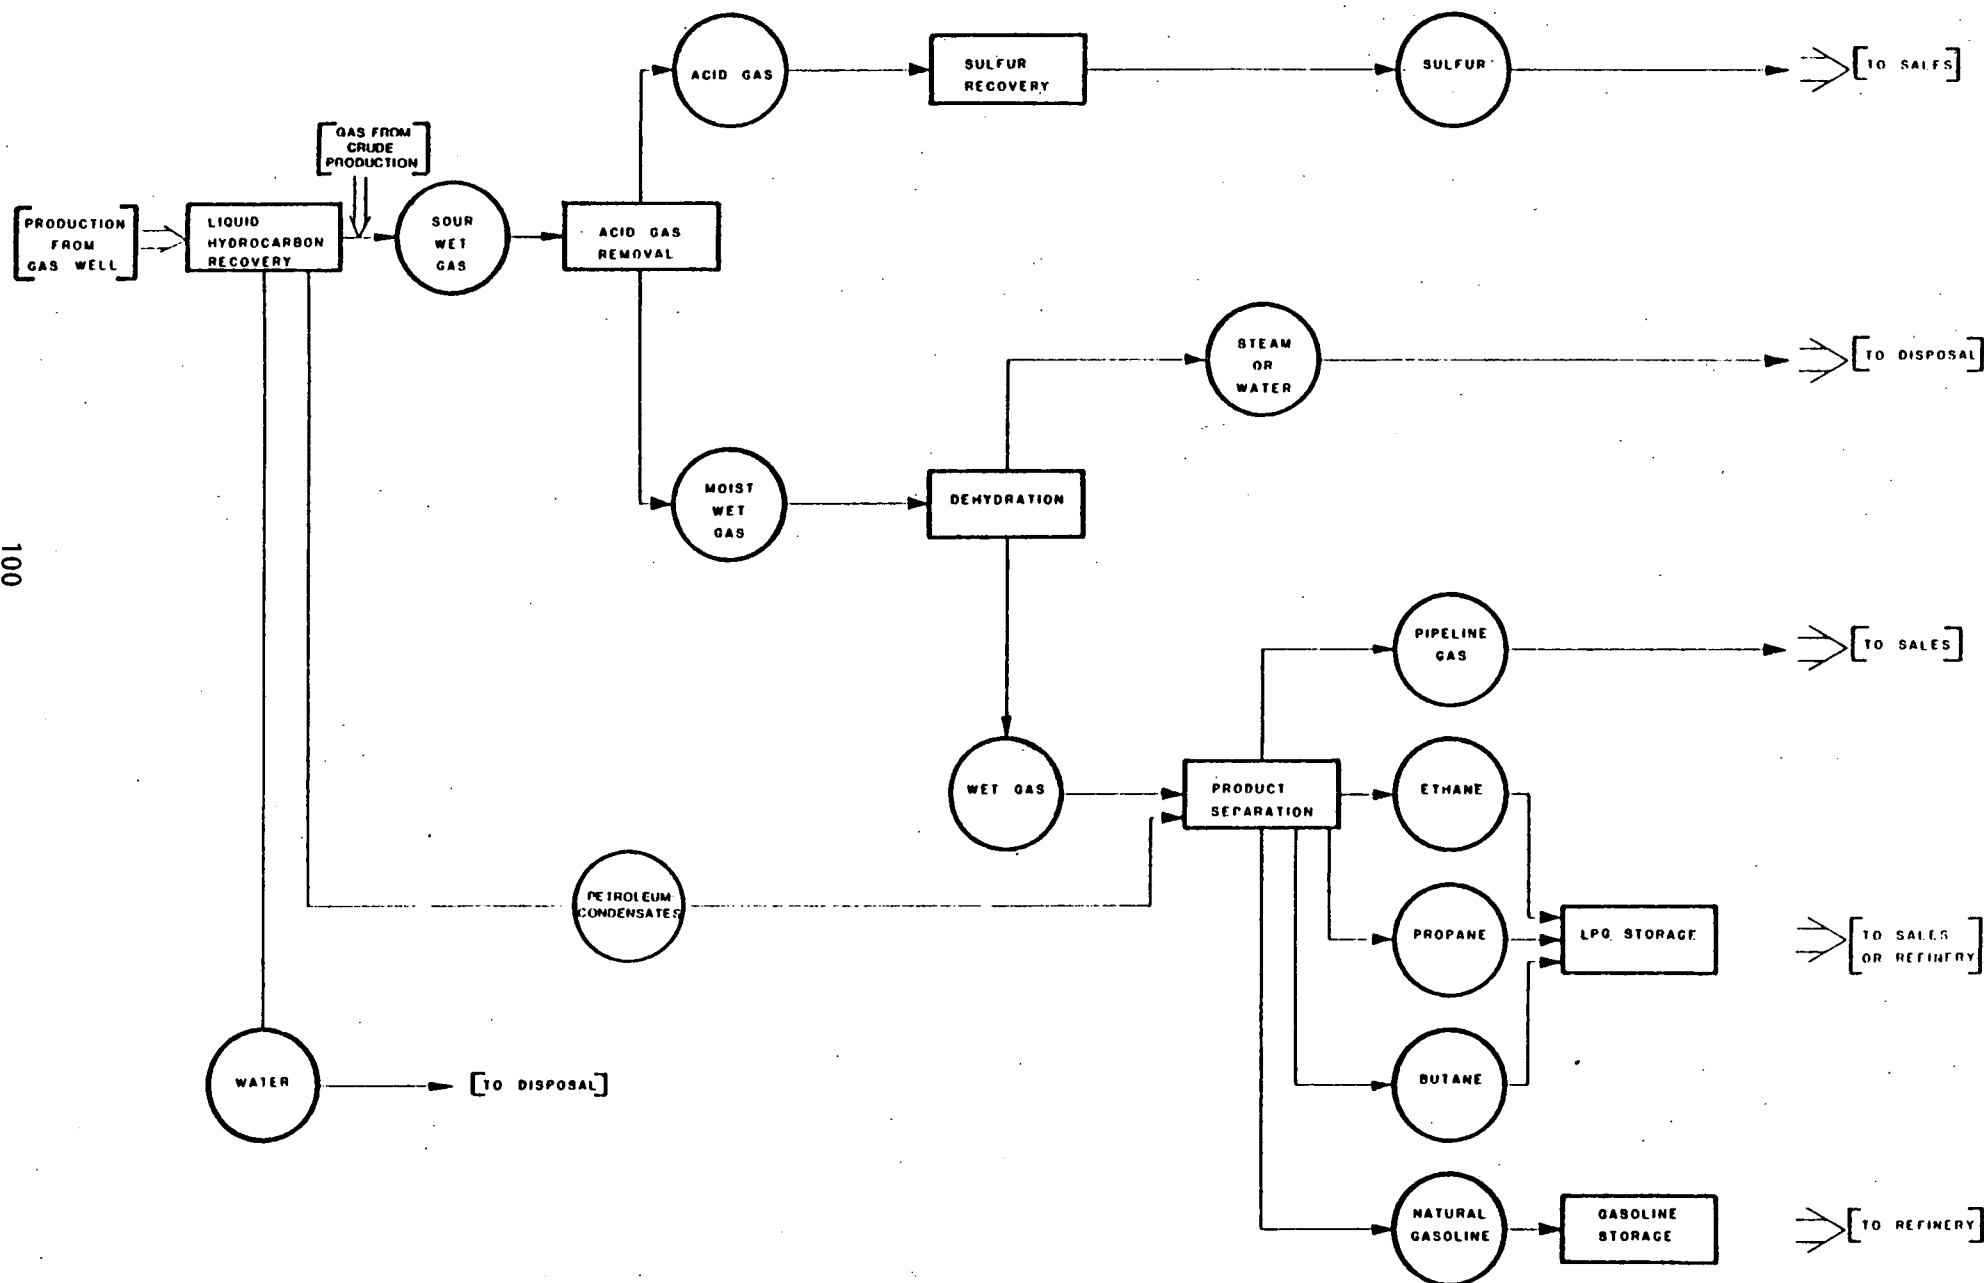 ACID GAS
SULFUR
RECOVERY
SULFUR
[TO SALES]
[GAS FROM
CRUDE
PRODUCTION]
[PRODUCTION
FROM
GAS WELL]
LIQUID
HYDROCARBON
RECOVERY
SOUR
WET
GAS
ACID GAS
REMOVAL
STEAM
OR
WATER
[TO DISPOSAL]
MOIST
WET
GAS
DEHYDRATION
100
PIPELINE
GAS
[TO SALES]
WET GAS
PRODUCT
SEPARATION
ETHANE
PETROLEUM
CONDENSATES
PROPANE
LPG STORAGE
[TO SALES
OR REFINERY]
WATER
[TO DISPOSAL]
BUTANE
NATURAL
GASOLINE
GASOLINE
STORAGE
[TO REFINERY]